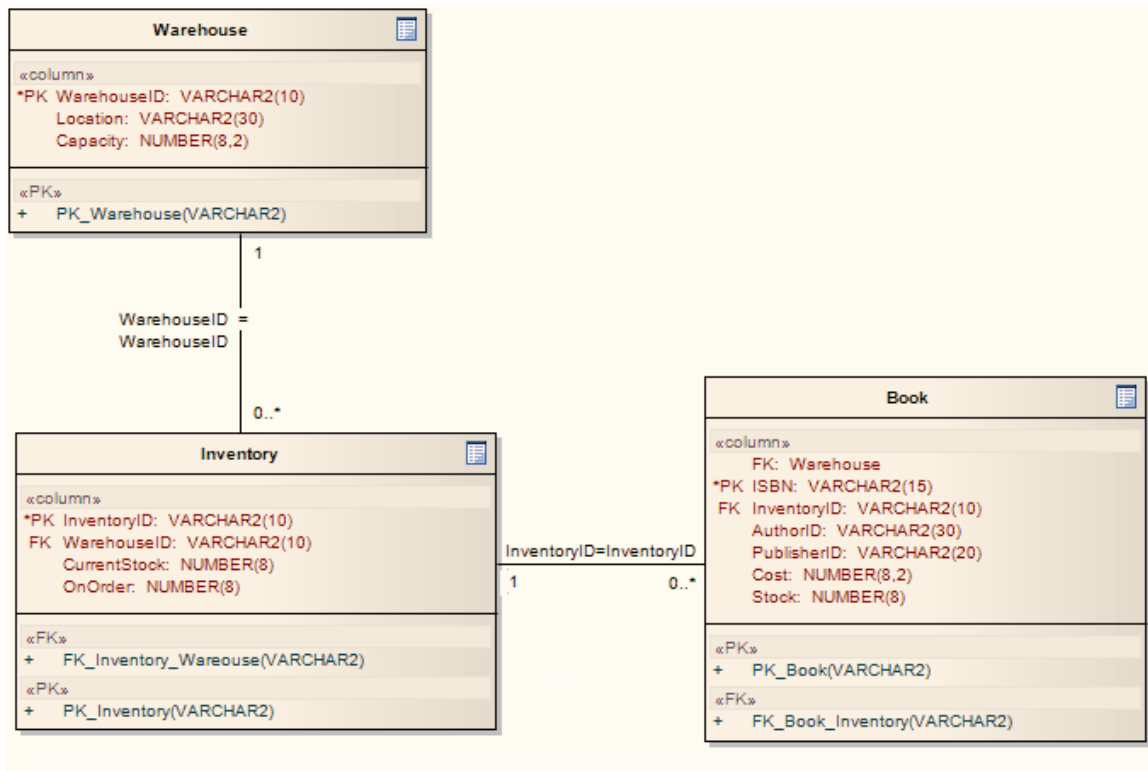 Warehouse
«column»
*PK WarehouseID: VARCHAR2(10)
Location: VARCHAR2(30)
Capacity: NUMBER(8,2)
«PK»
+ PK_Warehouse(VARCHAR2)
1
WarehouseID =
WarehouseID
0..*
Inventory
«column»
*PK InventoryID: VARCHAR2(10)
FK WarehouseID: VARCHAR2(10)
CurrentStock: NUMBER(8)
OnOrder: NUMBER(8)
«FK»
+ FK_Inventory_Wareouse(VARCHAR2)
«PK»
+ PK_Inventory(VARCHAR2)
InventoryID=InventoryID
1
0..*
Book
«column»
FK: Warehouse
*PK ISBN: VARCHAR2(15)
FK InventoryID: VARCHAR2(10)
AuthorID: VARCHAR2(30)
PublisherID: VARCHAR2(20)
Cost: NUMBER(8,2)
Stock: NUMBER(8)
«PK»
+ PK_Book(VARCHAR2)
«FK»
+ FK_Book_Inventory(VARCHAR2)